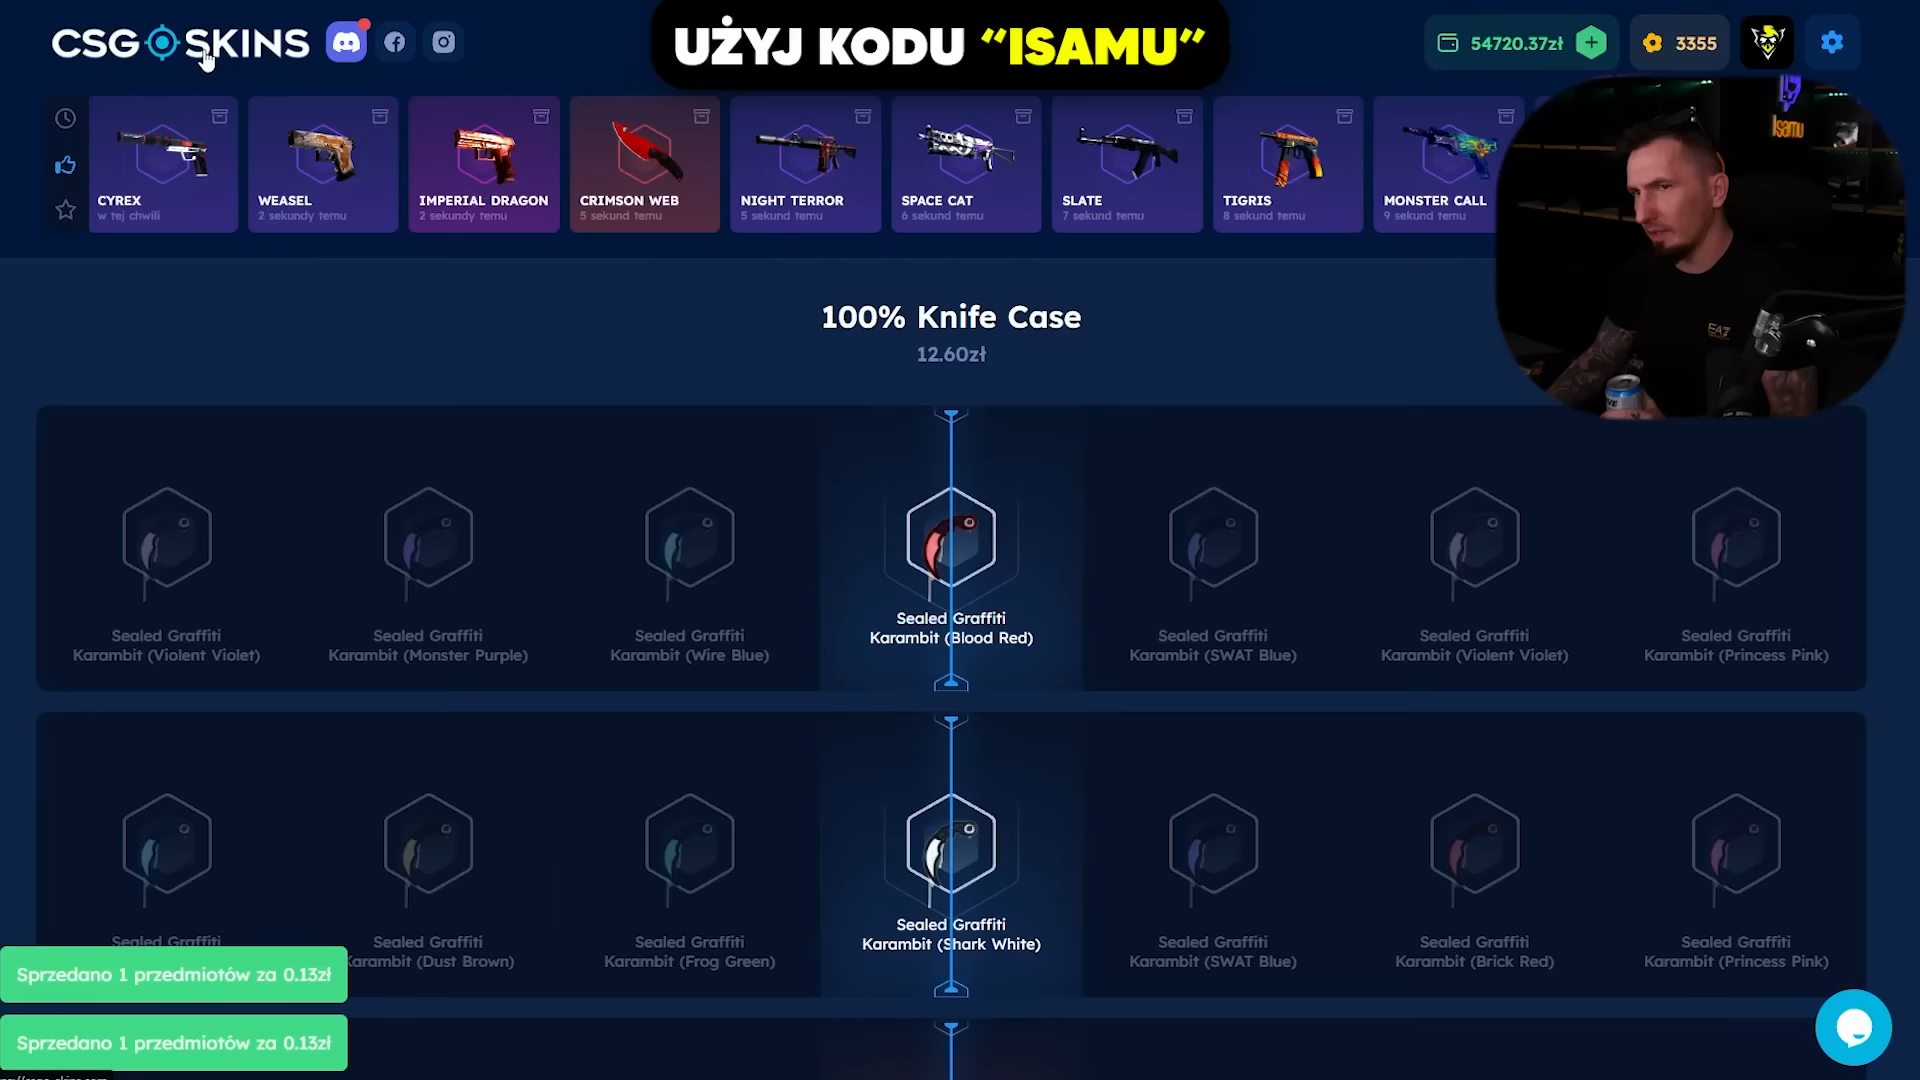 CSGOSKINS
UŻYJ KODU “ISAMU”
54720.37zł
3355
CYREX
w tej chwili
WEASEL
2 sekundy temu
IMPERIAL DRAGON
2 sekundy temu
CRIMSON WEB
5 sekund temu
NIGHT TERROR
5 sekund temu
SPACE CAT
6 sekund temu
SLATE
7 sekund temu
TIGRIS
8 sekund temu
MONSTER CALL
9 sekund temu
Isamu
EA7
100% Knife Case
12.60zł
Sealed Graffiti
Karambit (Violent Violet)
Sealed Graffiti
Karambit (Monster Purple)
Sealed Graffiti
Karambit (Wire Blue)
Sealed Graffiti
Karambit (Blood Red)
Sealed Graffiti
Karambit (SWAT Blue)
Sealed Graffiti
Karambit (Violent Violet)
Sealed Graffiti
Karambit (Princess Pink)
Sealed Graffiti
Sealed Graffiti
Karambit (Dust Brown)
Sealed Graffiti
Karambit (Frog Green)
Sealed Graffiti
Karambit (Shark White)
Sealed Graffiti
Karambit (SWAT Blue)
Sealed Graffiti
Karambit (Brick Red)
Sealed Graffiti
Karambit (Princess Pink)
Sprzedano 1 przedmiotów za 0.13zł
Sprzedano 1 przedmiotów za 0.13zł